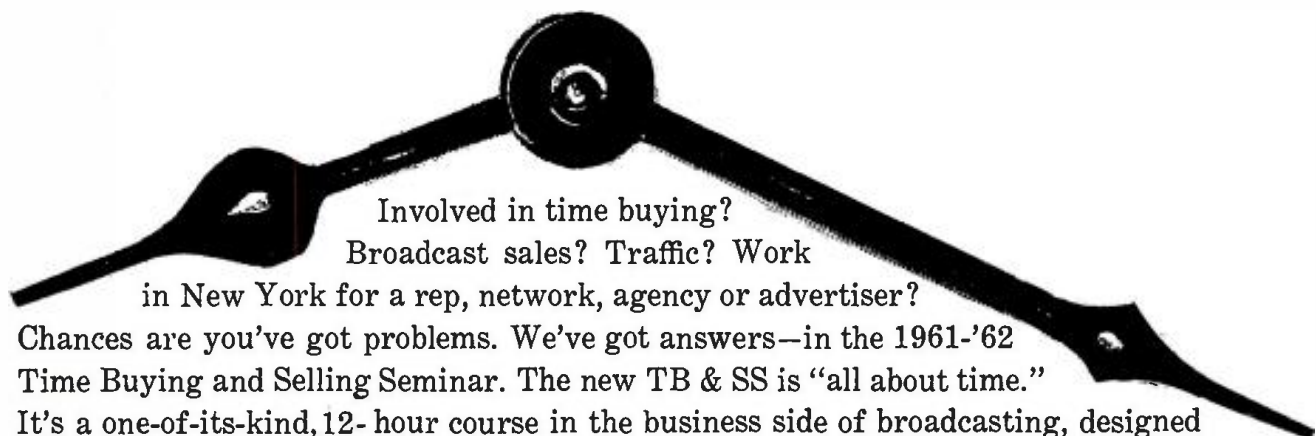 Involved in time buying?
Broadcast sales? Traffic? Work
in New York for a rep, network, agency or advertiser?
Chances are you've got problems. We've got answers—in the 1961-'62
Time Buying and Selling Seminar. The new TB & SS is "all about time."
It's a one-of-its-kind, 12- hour course in the business side of broadcasting, designed